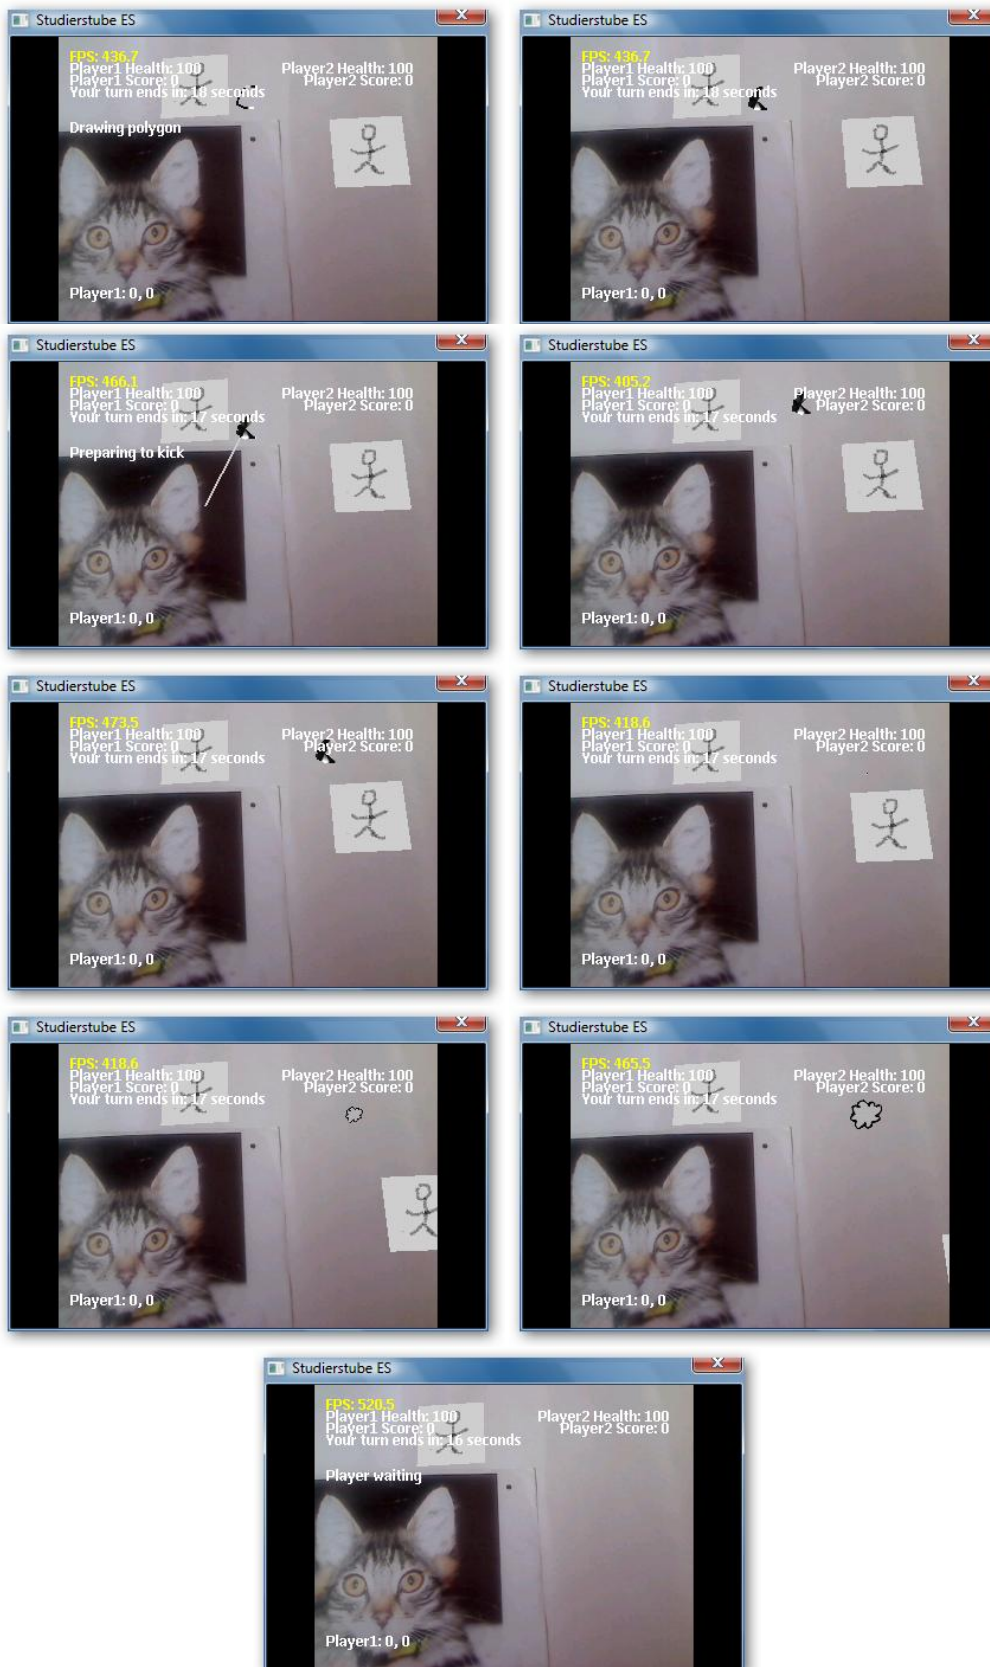 Studierstube ES
FPS: 436.7
Player1 Health: 100
Player2 Health: 100
Player1 Score: 0
Player2 Score: 0
Your turn ends in: 18 seconds
Drawing polygon
Player1: 0, 0
Studierstube ES
FPS: 436.7
Player1 Health: 100
Player2 Health: 100
Player1 Score: 0
Player2 Score: 0
Your turn ends in: 18 seconds
Player1: 0, 0
Studierstube ES
FPS: 466.1
Player1 Health: 100
Player2 Health: 100
Player1 Score: 0
Player2 Score: 0
Your turn ends in: 17 seconds
Preparing to kick
Player1: 0, 0
Studierstube ES
FPS: 405.2
Player1 Health: 100
Player2 Health: 100
Player1 Score: 0
Player2 Score: 0
Your turn ends in: 17 seconds
Player1: 0, 0
Studierstube ES
FPS: 473.5
Player1 Health: 100
Player2 Health: 100
Player1 Score: 0
Player2 Score: 0
Your turn ends in: 17 seconds
Player1: 0, 0
Studierstube ES
FPS: 418.6
Player1 Health: 100
Player2 Health: 100
Player1 Score: 0
Player2 Score: 0
Your turn ends in: 17 seconds
Player1: 0, 0
Studierstube ES
FPS: 418.6
Player1 Health: 100
Player2 Health: 100
Player1 Score: 0
Player2 Score: 0
Your turn ends in: 17 seconds
Player1: 0, 0
Studierstube ES
FPS: 465.5
Player1 Health: 100
Player2 Health: 100
Player1 Score: 0
Player2 Score: 0
Your turn ends in: 17 seconds
Player1: 0, 0
Studierstube ES
FPS: 520.5
Player1 Health: 100
Player2 Health: 100
Player1 Score: 0
Player2 Score: 0
Your turn ends in: 16 seconds
Player waiting
Player1: 0, 0